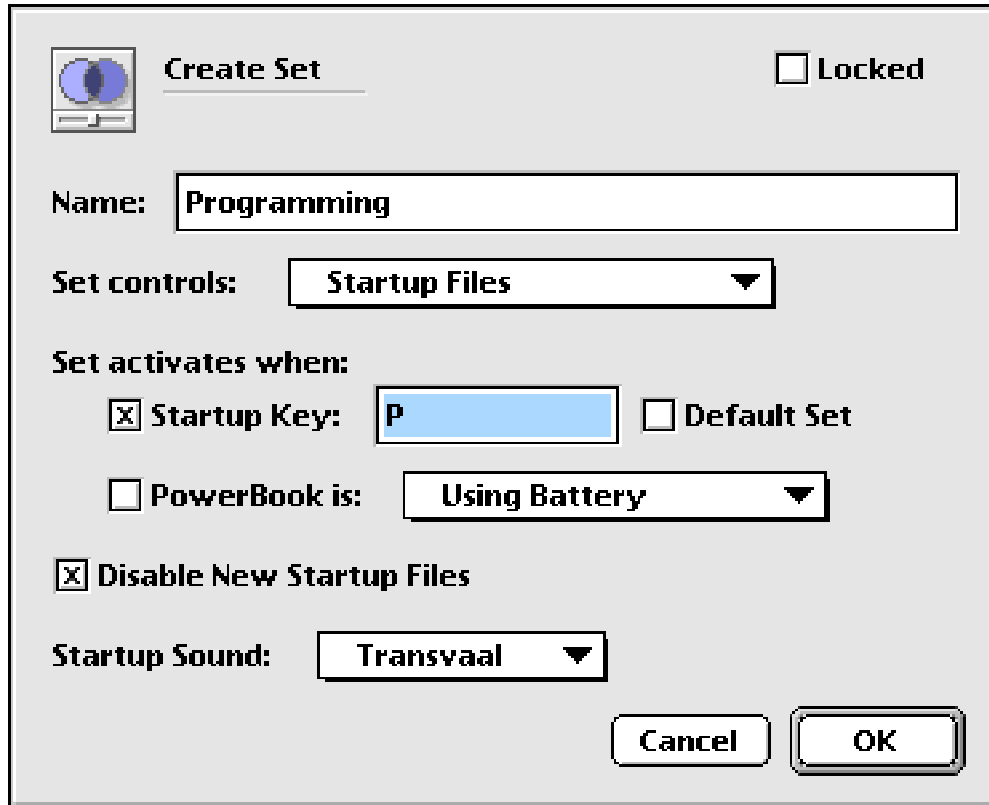 Create Set
Locked
Name: Programming
Set controls: Startup Files
Set activates when:
Startup Key: P Default Set
PowerBook is: Using Battery
Disable New Startup Files
Startup Sound: Transvaal
Cancel OK